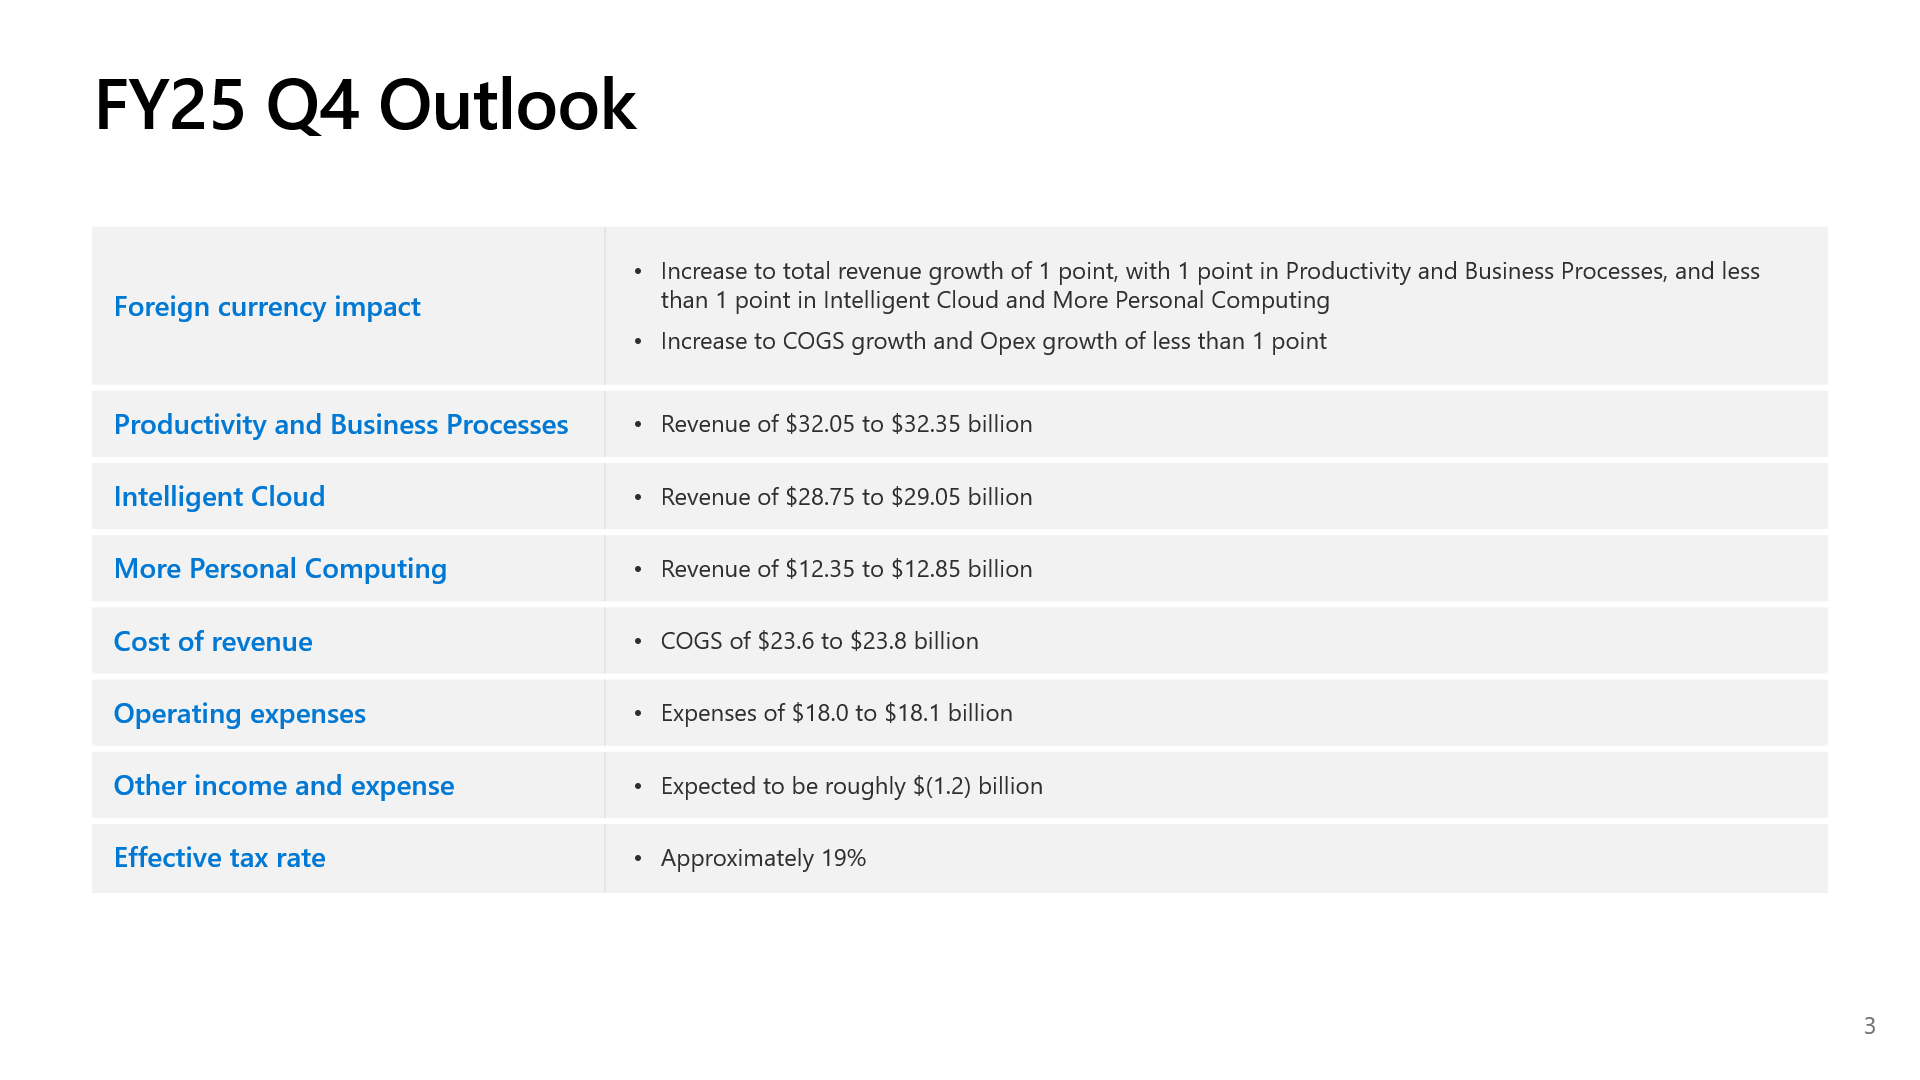 FY25 Q4 Outlook
Foreign currency impact
• Increase to total revenue growth of 1 point, with 1 point in Productivity and Business Processes, and less
than 1 point in Intelligent Cloud and More Personal Computing
• Increase to COGS growth and Opex growth of less than 1 point
Productivity and Business Processes
• Revenue of $32.05 to $32.35 billion
Intelligent Cloud
• Revenue of $28.75 to $29.05 billion
More Personal Computing
• Revenue of $12.35 to $12.85 billion
Cost of revenue
• COGS of $23.6 to $23.8 billion
Operating expenses
• Expenses of $18.0 to $18.1 billion
Other income and expense
• Expected to be roughly $(1.2) billion
Effective tax rate
• Approximately 19%
3